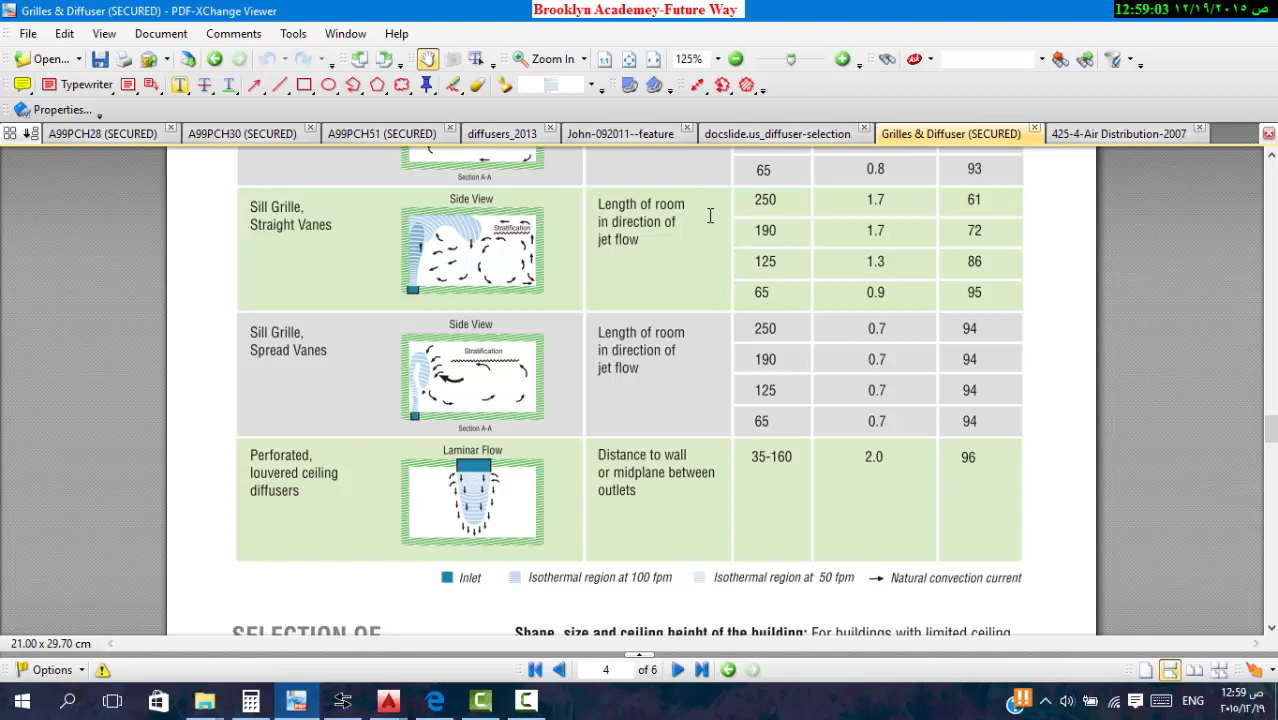 Grilles & Diffuser (SECURED) - PDF-XChange Viewer
Brooklyn Academey-Future Way
12:59:03 ١٢/١٩/٢٠١٥ ص
File Edit View Document Comments Tools Window Help
Open... Zoom In 125%
Typewriter
Properties...
A99PCH28 (SECURED) A99PCH30 (SECURED) A99PCH51 (SECURED) diffusers_2013 John-092011--feature docslide.us_diffuser-selection Grilles & Diffuser (SECURED) 425-4-Air Distribution-2007
Section A-A
65 0.8 93
Sill Grille,
Straight Vanes
Side View
Stratification
Length of room
in direction of
jet flow
250 1.7 61
190 1.7 72
125 1.3 86
65 0.9 95
Sill Grille,
Spread Vanes
Side View
Stratification
Section A-A
Length of room
in direction of
jet flow
250 0.7 94
190 0.7 94
125 0.7 94
65 0.7 94
Perforated,
louvered ceiling
diffusers
Laminar Flow
Distance to wall
or midplane between
outlets
35-160 2.0 96
Inlet Isothermal region at 100 fpm Isothermal region at 50 fpm Natural convection current
SELECTION OF
Shape, size and ceiling height of the building: For buildings with limited ceiling
21.00 x 29.70 cm
Options 4 of 6
ENG
12:59 ص
٢٠١٥/١٢/١٩